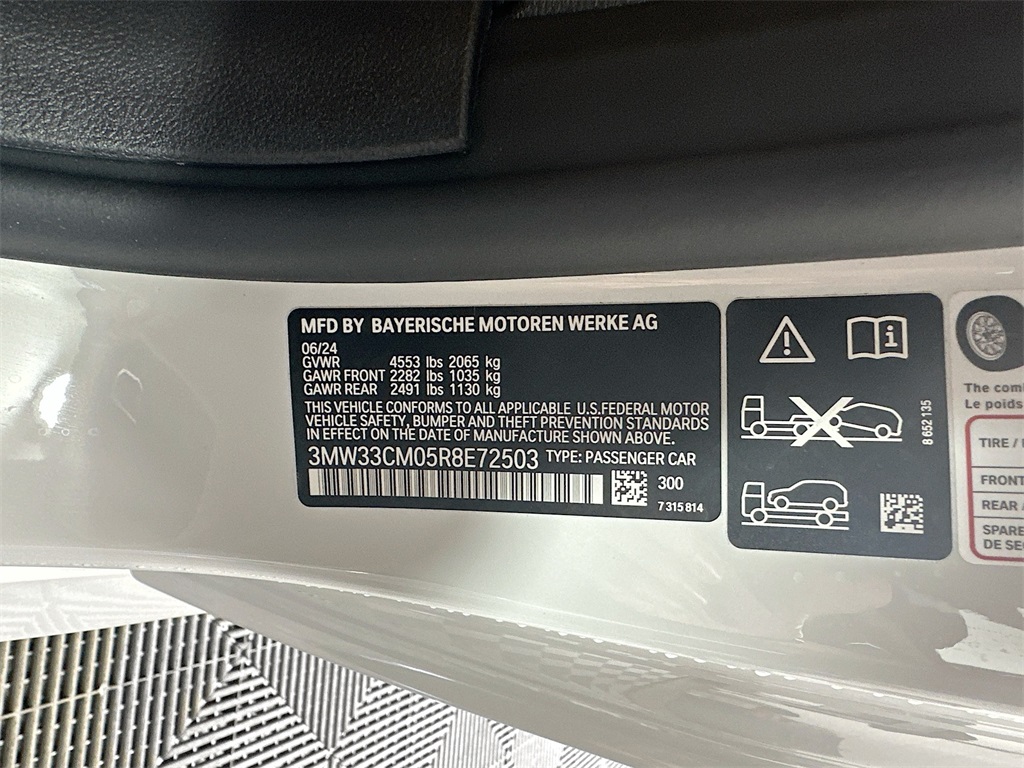 MFD BY BAYERISCHE MOTOREN WERKE AG
06/24
GVWR 4553 lbs 2065 kg
GAWR FRONT 2282 lbs 1035 kg
GAWR REAR 2491 lbs 1130 kg
THIS VEHICLE CONFORMS TO ALL APPLICABLE U.S.FEDERAL MOTOR
VEHICLE SAFETY, BUMPER AND THEFT PREVENTION STANDARDS
IN EFFECT ON THE DATE OF MANUFACTURE SHOWN ABOVE.
3MW33CM05R8E72503 TYPE: PASSENGER CAR
300
7 315 814
8 652 135
The
Le poids
TIRE /
FRONT
REAR
SPARE
DE